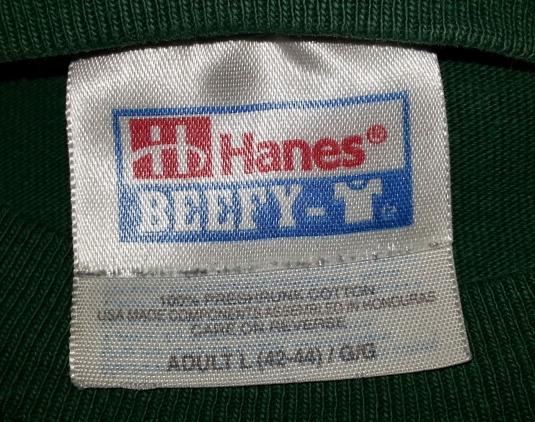 Hanes®
BEEFY-
100% PRESHRUNK COTTON
USA MADE COMPONENTS ASSEMBLED IN HONDURAS
CARE ON REVERSE
ADULT L (42-44) / G/G